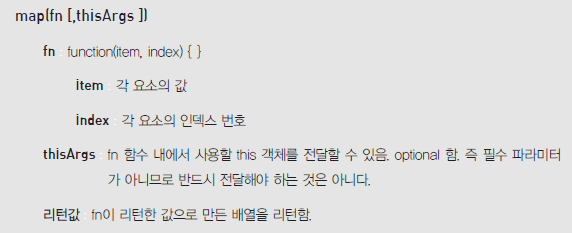 map(fn [,thisArgs ])
fn : function(item, index) { }
item : 각 요소의 값
index : 각 요소의 인덱스 번호
thisArgs : fn 함수 내에서 사용할 this 객체를 전달할 수 있음. optional 함. 즉 필수 파라미터
가 아니므로 반드시 전달해야 하는 것은 아니다.
리턴값 : fn이 리턴한 값으로 만든 배열을 리턴함.